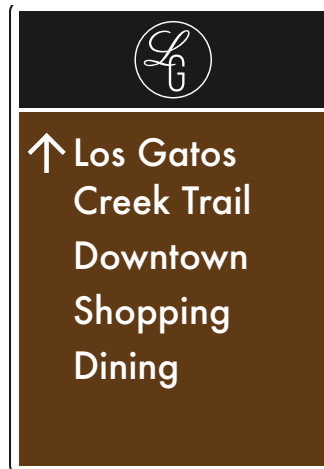 LG
↑ Los Gatos
Creek Trail
Downtown
Shopping
Dining